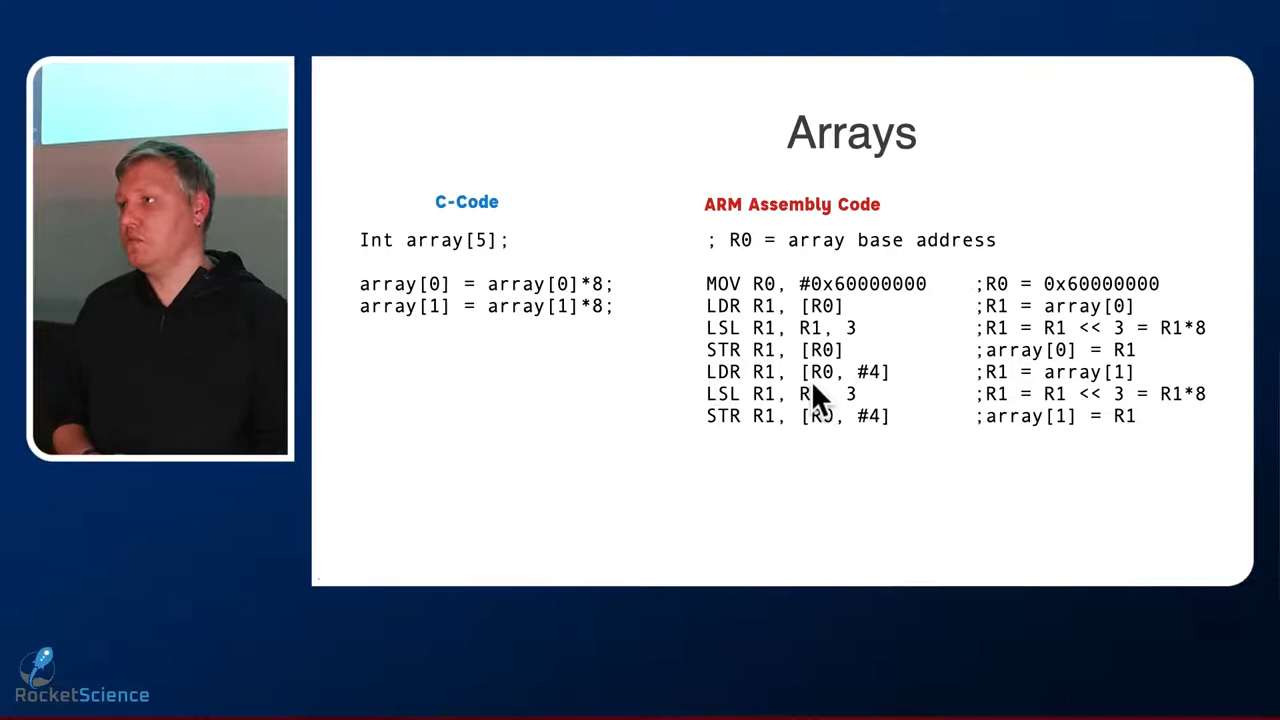 Arrays
C-Code
Int array[5];
array[0] = array[0]*8;
array[1] = array[1]*8;
ARM Assembly Code
; R0 = array base address
MOV R0, #0x60000000 ;R0 = 0x60000000
LDR R1, [R0] ;R1 = array[0]
LSL R1, R1, 3 ;R1 = R1 << 3 = R1*8
STR R1, [R0] ;array[0] = R1
LDR R1, [R0, #4] ;R1 = array[1]
LSL R1, 3 ;R1 = R1 << 3 = R1*8
STR R1, [R0, #4] ;array[1] = R1
RocketScience